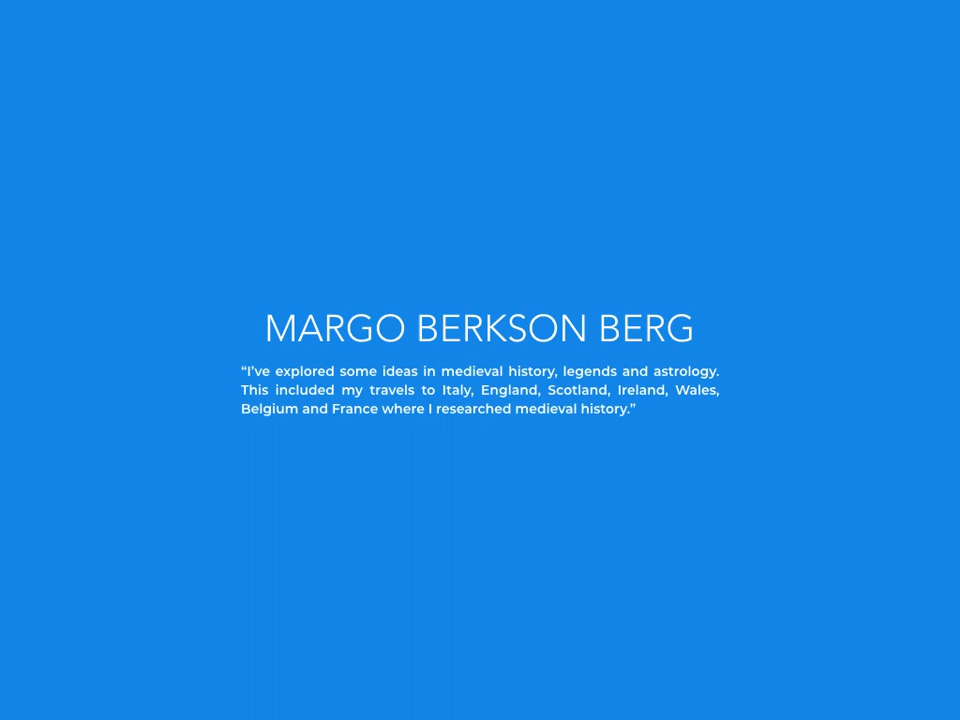 MARGO BERKSON BERG
“I’ve explored some ideas in medieval history, legends and astrology.
This included my travels to Italy, England, Scotland, Ireland, Wales,
Belgium and France where I researched medieval history.”